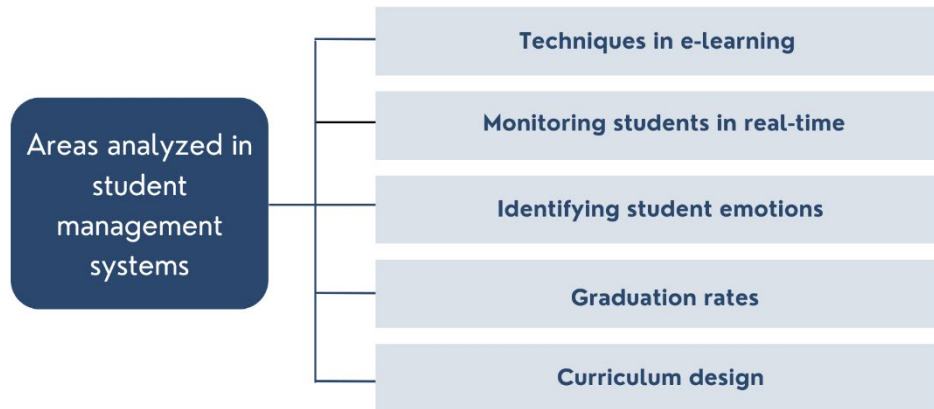 Areas analyzed in
student
management
systems
Techniques in e-learning
Monitoring students in real-time
Identifying student emotions
Graduation rates
Curriculum design